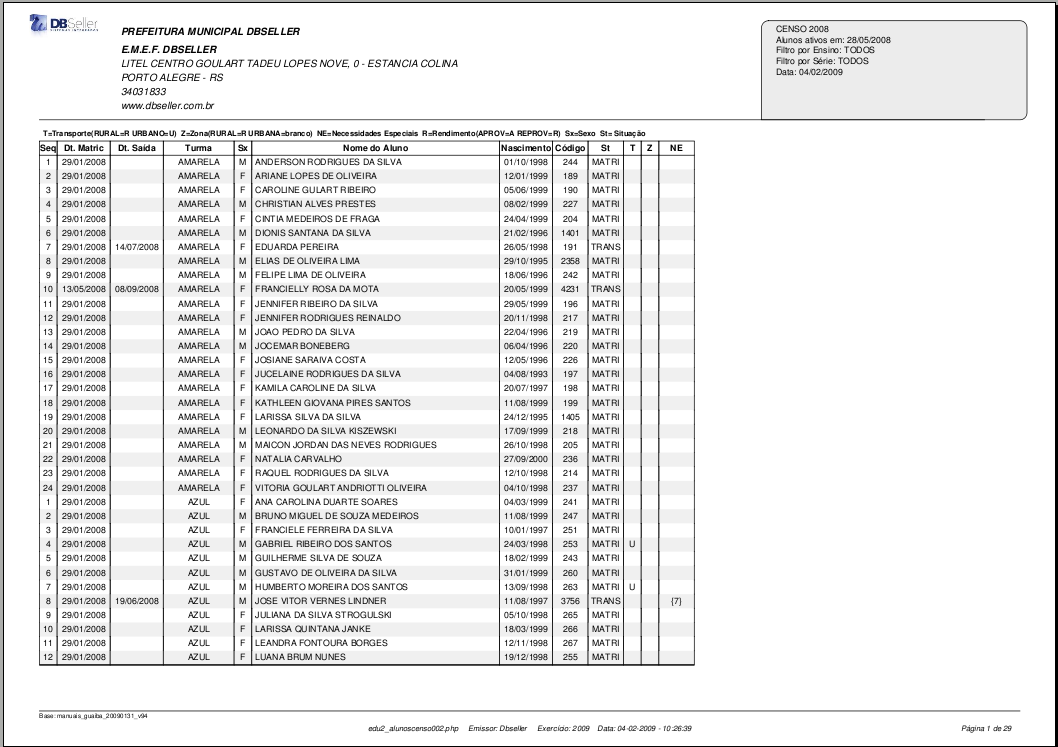 DBSeller
SISTEMAS INTEGRADOS
PREFEITURA MUNICIPAL DBSELLER
E.M.E.F. DBSELLER
LITEL CENTRO GOULART TADEU LOPES NOVE, 0 - ESTANCIA COLINA
PORTO ALEGRE - RS
34031833
www.dbseller.com.br
CENSO 2008
Alunos ativos em: 28/05/2008
Filtro por Ensino: TODOS
Filtro por Série: TODOS
Data: 04/02/2009
T=Transporte(RURAL=R URBANO=U) Z=Zona(RURAL=R URBANA=branco) NE=Necessidades Especiais R=Rendimento(APROV=A REPROV=R) Sx=Sexo St= Situação
Seq Dt. Matric Dt. Saída Turma Sx Nome do Aluno Nascimento Código St T Z NE
1 29/01/2008 AMARELA M ANDERSON RODRIGUES DA SILVA 01/10/1998 244 MATRI
2 29/01/2008 AMARELA F ARIANE LOPES DE OLIVEIRA 12/01/1999 189 MATRI
3 29/01/2008 AMARELA F CAROLINE GULART RIBEIRO 05/06/1999 190 MATRI
4 29/01/2008 AMARELA M CHRISTIAN ALVES PRESTES 08/02/1999 227 MATRI
5 29/01/2008 AMARELA F CINTIA MEDEIROS DE FRAGA 24/04/1999 204 MATRI
6 29/01/2008 AMARELA M DIONIS SANTANA DA SILVA 21/02/1996 1401 MATRI
7 29/01/2008 14/07/2008 AMARELA F EDUARDA PEREIRA 26/05/1998 191 TRANS
8 29/01/2008 AMARELA M ELIAS DE OLIVEIRA LIMA 29/10/1995 2358 MATRI
9 29/01/2008 AMARELA M FELIPE LIMA DE OLIVEIRA 18/06/1996 242 MATRI
10 13/05/2008 08/09/2008 AMARELA F FRANCIELLY ROSA DA MOTA 20/05/1999 4231 TRANS
11 29/01/2008 AMARELA F JENNIFER RIBEIRO DA SILVA 29/05/1999 196 MATRI
12 29/01/2008 AMARELA F JENNIFER RODRIGUES REINALDO 20/11/1998 217 MATRI
13 29/01/2008 AMARELA M JOAO PEDRO DA SILVA 22/04/1996 219 MATRI
14 29/01/2008 AMARELA M JOCEMAR BONEBERG 06/04/1996 220 MATRI
15 29/01/2008 AMARELA F JOSIANE SARAIVA COSTA 12/05/1996 226 MATRI
16 29/01/2008 AMARELA F JUCELAINE RODRIGUES DA SILVA 04/08/1993 197 MATRI
17 29/01/2008 AMARELA F KAMILA CAROLINE DA SILVA 20/07/1997 198 MATRI
18 29/01/2008 AMARELA F KATHLEEN GIOVANA PIRES SANTOS 11/08/1999 199 MATRI
19 29/01/2008 AMARELA F LARISSA SILVA DA SILVA 24/12/1995 1405 MATRI
20 29/01/2008 AMARELA M LEONARDO DA SILVA KISZEWSKI 17/09/1999 218 MATRI
21 29/01/2008 AMARELA M MAICON JORDAN DAS NEVES RODRIGUES 26/10/1998 205 MATRI
22 29/01/2008 AMARELA F NATALIA CARVALHO 27/09/2000 236 MATRI
23 29/01/2008 AMARELA F RAQUEL RODRIGUES DA SILVA 12/10/1998 214 MATRI
24 29/01/2008 AMARELA F VITORIA GOULART ANDRIOTTI OLIVEIRA 04/10/1998 237 MATRI
1 29/01/2008 AZUL F ANA CAROLINA DUARTE SOARES 04/03/1999 241 MATRI
2 29/01/2008 AZUL M BRUNO MIGUEL DE SOUZA MEDEIROS 11/08/1999 247 MATRI
3 29/01/2008 AZUL F FRANCIELE FERREIRA DA SILVA 10/01/1997 251 MATRI
4 29/01/2008 AZUL M GABRIEL RIBEIRO DOS SANTOS 24/03/1998 253 MATRI U
5 29/01/2008 AZUL M GUILHERME SILVA DE SOUZA 18/02/1999 243 MATRI
6 29/01/2008 AZUL M GUSTAVO DE OLIVEIRA DA SILVA 31/01/1999 260 MATRI
7 29/01/2008 AZUL M HUMBERTO MOREIRA DOS SANTOS 13/09/1998 263 MATRI U
8 29/01/2008 19/06/2008 AZUL M JOSE VITOR VERNES LINDNER 11/08/1997 3756 TRANS {7}
9 29/01/2008 AZUL F JULIANA DA SILVA STROGULSKI 05/10/1998 265 MATRI
10 29/01/2008 AZUL F LARISSA QUINTANA JANKE 18/03/1999 266 MATRI
11 29/01/2008 AZUL F LEANDRA FONTOURA BORGES 12/11/1998 267 MATRI
12 29/01/2008 AZUL F LUANA BRUM NUNES 19/12/1998 255 MATRI
Base: manuais_guaiba_20090131_v94
edu2_alunoscenso002.php Emissor: Dbseller Exercício: 2009 Data: 04-02-2009 - 10:26:39 Página 1 de 29